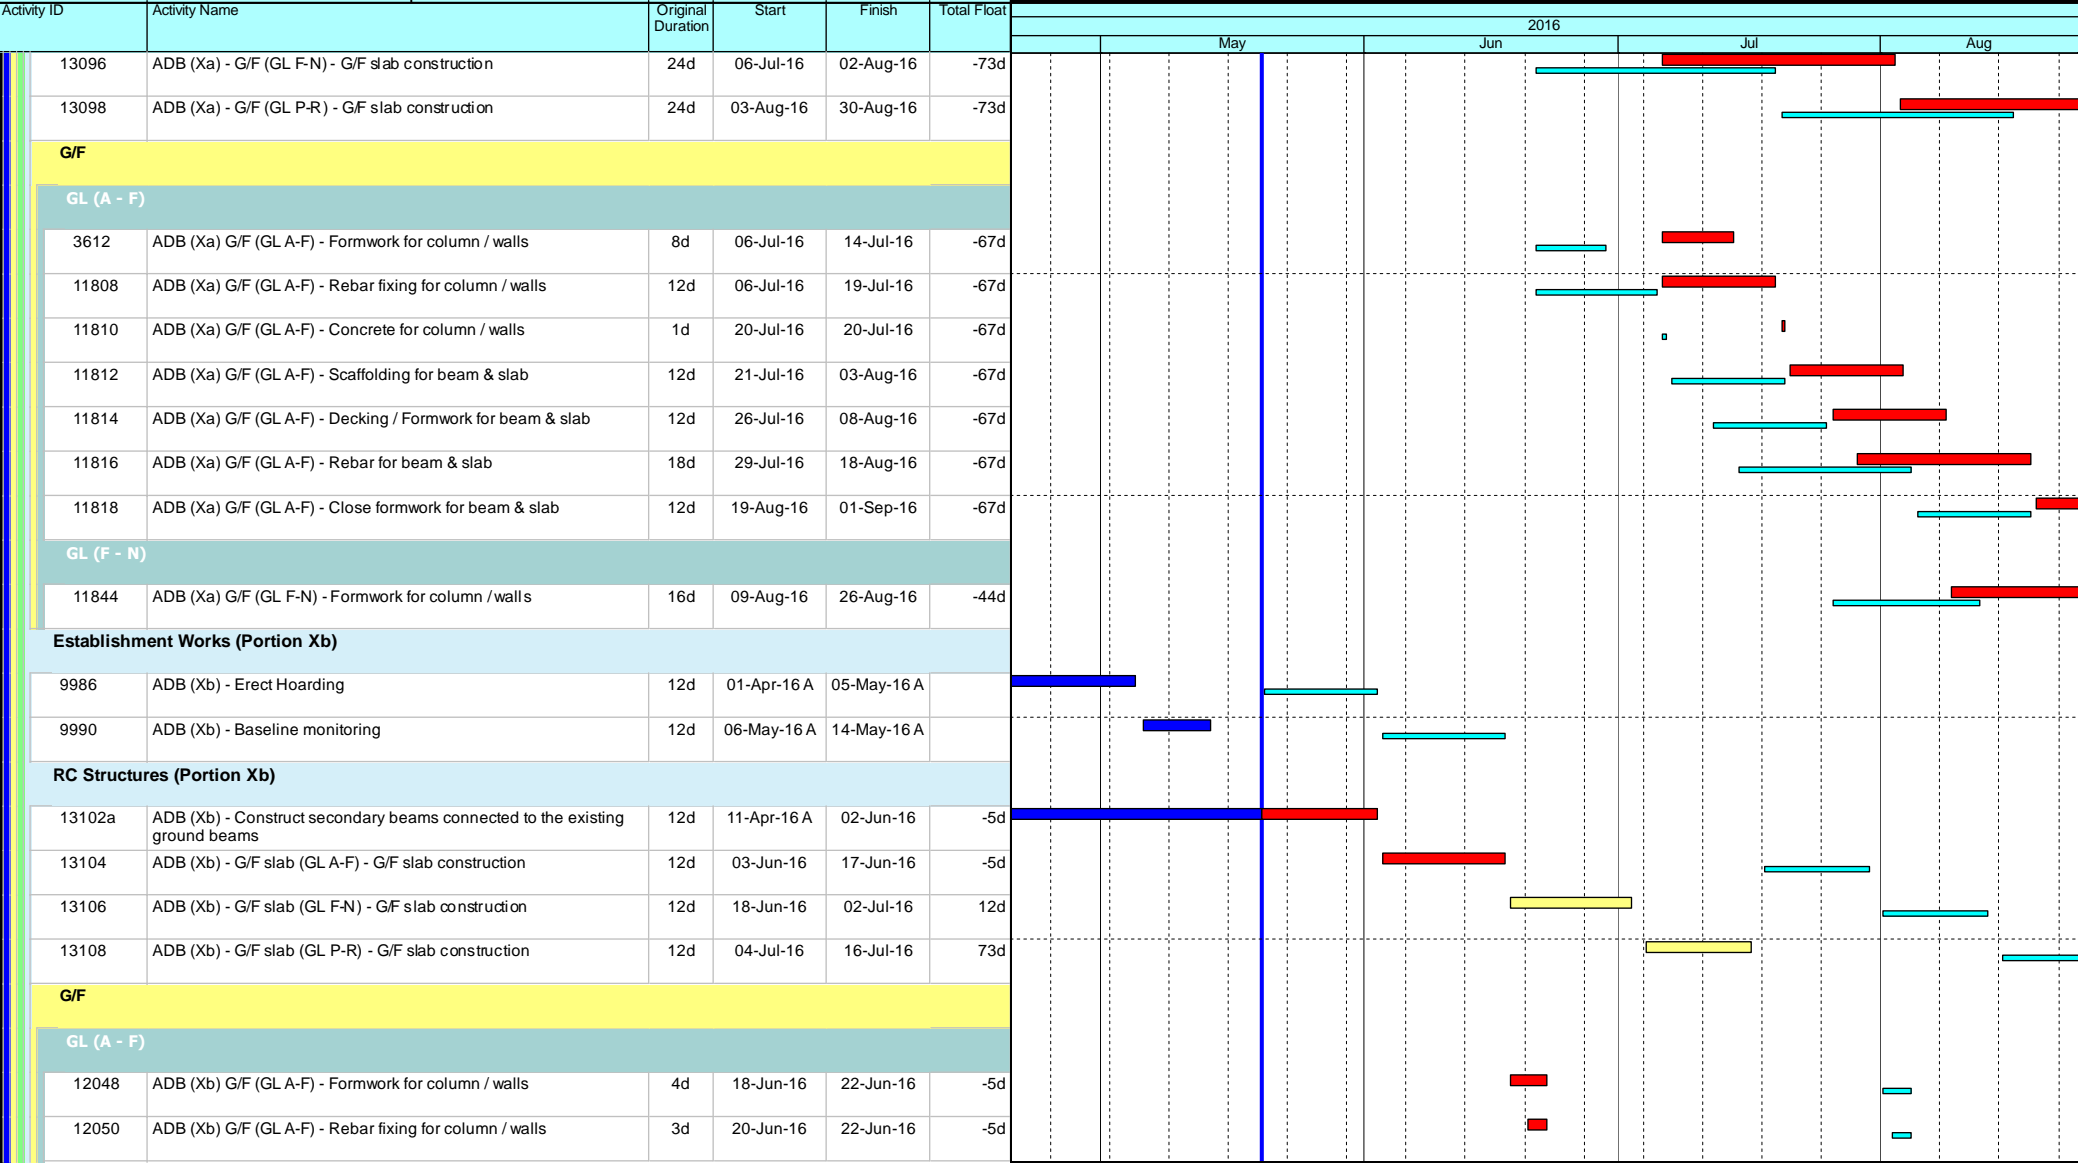 Activity ID Activity Name Original Duration Start Finish Total Float
2016
May Jun Jul Aug
13096 ADB (Xa) - G/F (GL F-N) - G/F slab construction 24d 06-Jul-16 02-Aug-16 -73d
13098 ADB (Xa) - G/F (GL P-R) - G/F slab construction 24d 03-Aug-16 30-Aug-16 -73d
G/F
GL (A - F)
3612 ADB (Xa) G/F (GL A-F) - Formwork for column / walls 8d 06-Jul-16 14-Jul-16 -67d
11808 ADB (Xa) G/F (GL A-F) - Rebar fixing for column / walls 12d 06-Jul-16 19-Jul-16 -67d
11810 ADB (Xa) G/F (GL A-F) - Concrete for column / walls 1d 20-Jul-16 20-Jul-16 -67d
11812 ADB (Xa) G/F (GL A-F) - Scaffolding for beam & slab 12d 21-Jul-16 03-Aug-16 -67d
11814 ADB (Xa) G/F (GL A-F) - Decking / Formwork for beam & slab 12d 26-Jul-16 08-Aug-16 -67d
11816 ADB (Xa) G/F (GL A-F) - Rebar for beam & slab 18d 29-Jul-16 18-Aug-16 -67d
11818 ADB (Xa) G/F (GL A-F) - Close formwork for beam & slab 12d 19-Aug-16 01-Sep-16 -67d
GL (F - N)
11844 ADB (Xa) G/F (GL F-N) - Formwork for column / walls 16d 09-Aug-16 26-Aug-16 -44d
Establishment Works (Portion Xb)
9986 ADB (Xb) - Erect Hoarding 12d 01-Apr-16 A 05-May-16 A
9990 ADB (Xb) - Baseline monitoring 12d 06-May-16 A 14-May-16 A
RC Structures (Portion Xb)
13102a ADB (Xb) - Construct secondary beams connected to the existing 12d 11-Apr-16 A 02-Jun-16 -5d
ground beams
13104 ADB (Xb) - G/F slab (GL A-F) - G/F slab construction 12d 03-Jun-16 17-Jun-16 -5d
13106 ADB (Xb) - G/F slab (GL F-N) - G/F slab construction 12d 18-Jun-16 02-Jul-16 12d
13108 ADB (Xb) - G/F slab (GL P-R) - G/F slab construction 12d 04-Jul-16 16-Jul-16 73d
G/F
GL (A - F)
12048 ADB (Xb) G/F (GL A-F) - Formwork for column / walls 4d 18-Jun-16 22-Jun-16 -5d
12050 ADB (Xb) G/F (GL A-F) - Rebar fixing for column / walls 3d 20-Jun-16 22-Jun-16 -5d